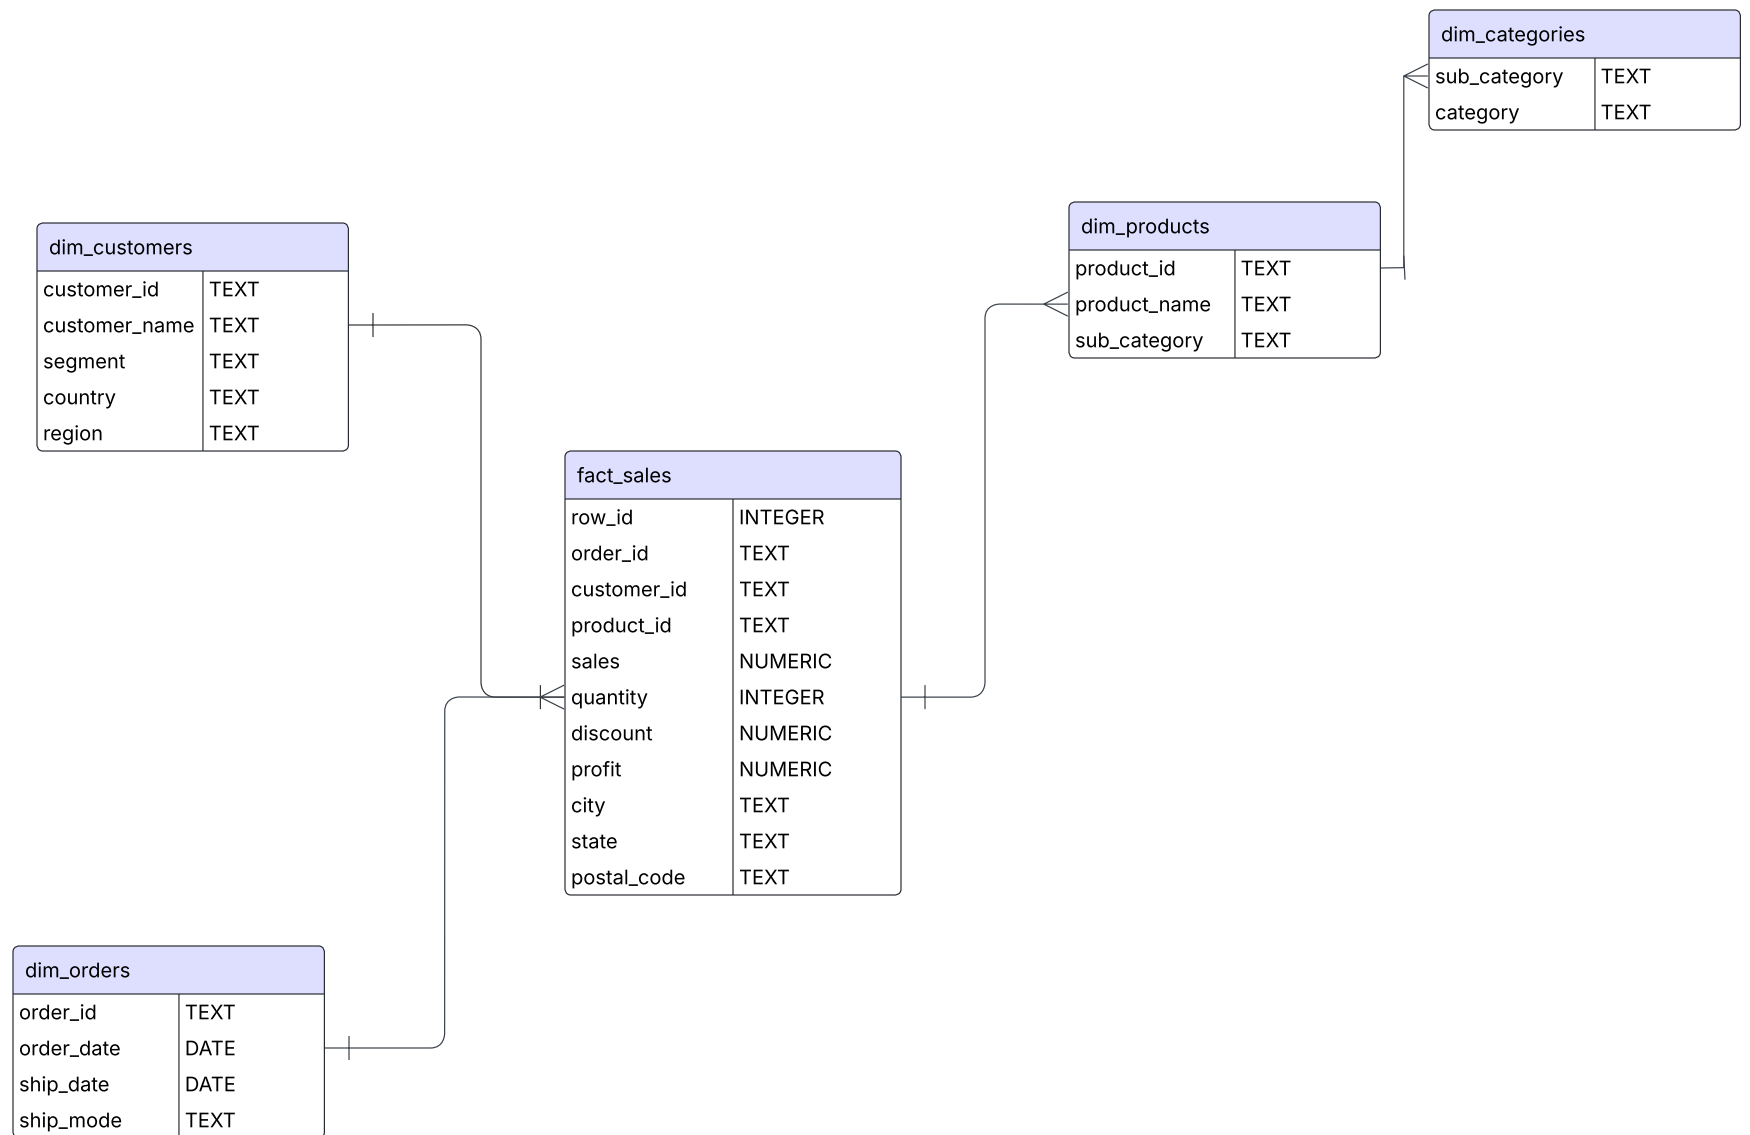 dim_categories
sub_category TEXT
category TEXT
dim_products
product_id TEXT
product_name TEXT
sub_category TEXT
dim_customers
customer_id TEXT
customer_name TEXT
segment TEXT
country TEXT
region TEXT
fact_sales
row_id INTEGER
order_id TEXT
customer_id TEXT
product_id TEXT
sales NUMERIC
quantity INTEGER
discount NUMERIC
profit NUMERIC
city TEXT
state TEXT
postal_code TEXT
dim_orders
order_id TEXT
order_date DATE
ship_date DATE
ship_mode TEXT